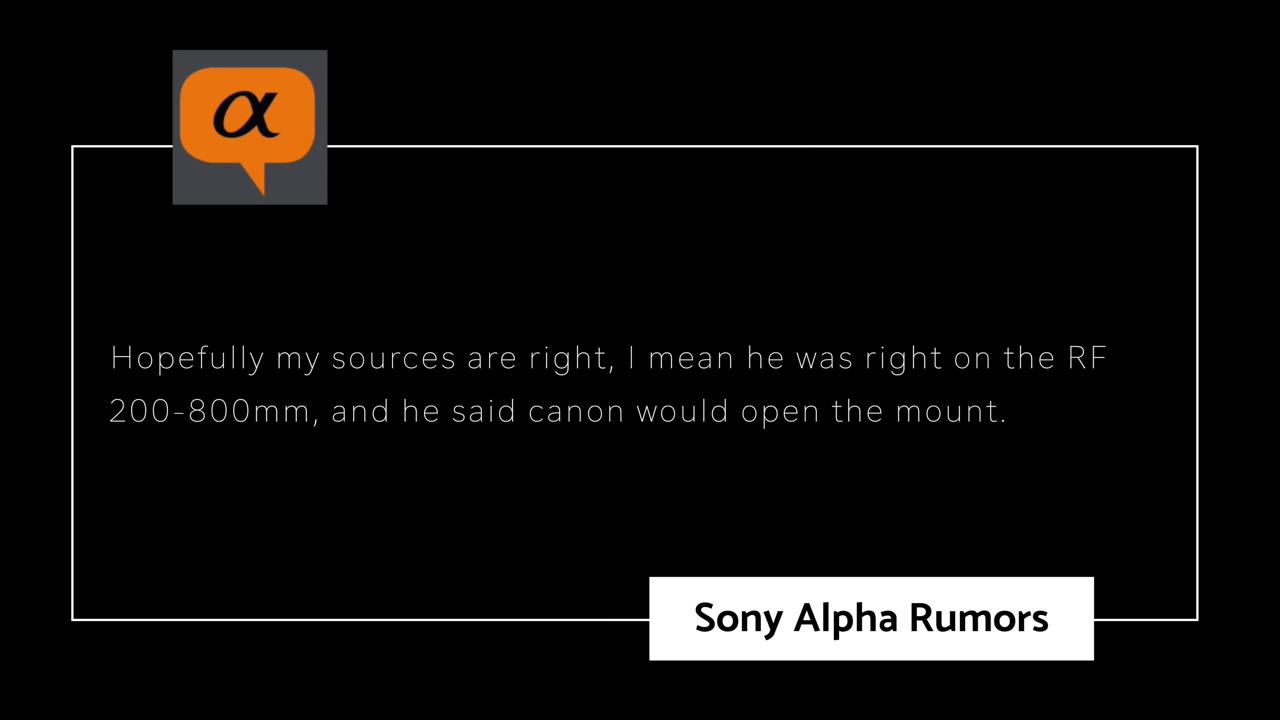 α
Hopefully my sources are right, I mean he was right on the RF
200-800mm, and he said canon would open the mount.
Sony Alpha Rumors